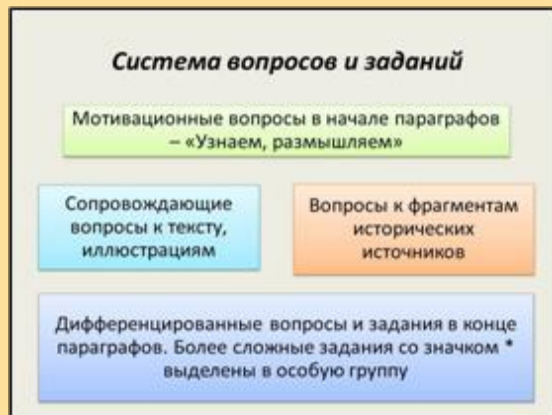 Система вопросов и заданий
Мотивационные вопросы в начале параграфов
– «Узнаем, размышляем»
Сопровождающие
вопросы к тексту,
иллюстрациям
Вопросы к фрагментам
исторических
источников
Дифференцированные вопросы и задания в конце
параграфов. Более сложные задания со значком *
выделены в особую группу